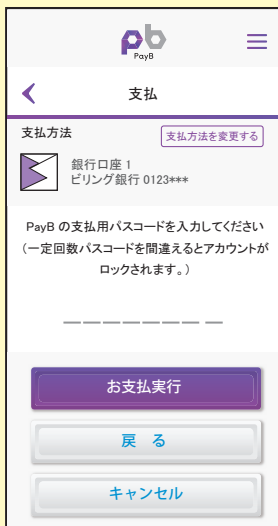 pb
PayB
支払
支払方法
支払方法を変更する
銀行口座 1
ビリング銀行 0123***
PayB の支払用パスコードを入力してください
（一定回数パスコードを間違えるとアカウントが
ロックされます。）
お支払実行
戻 る
キャンセル